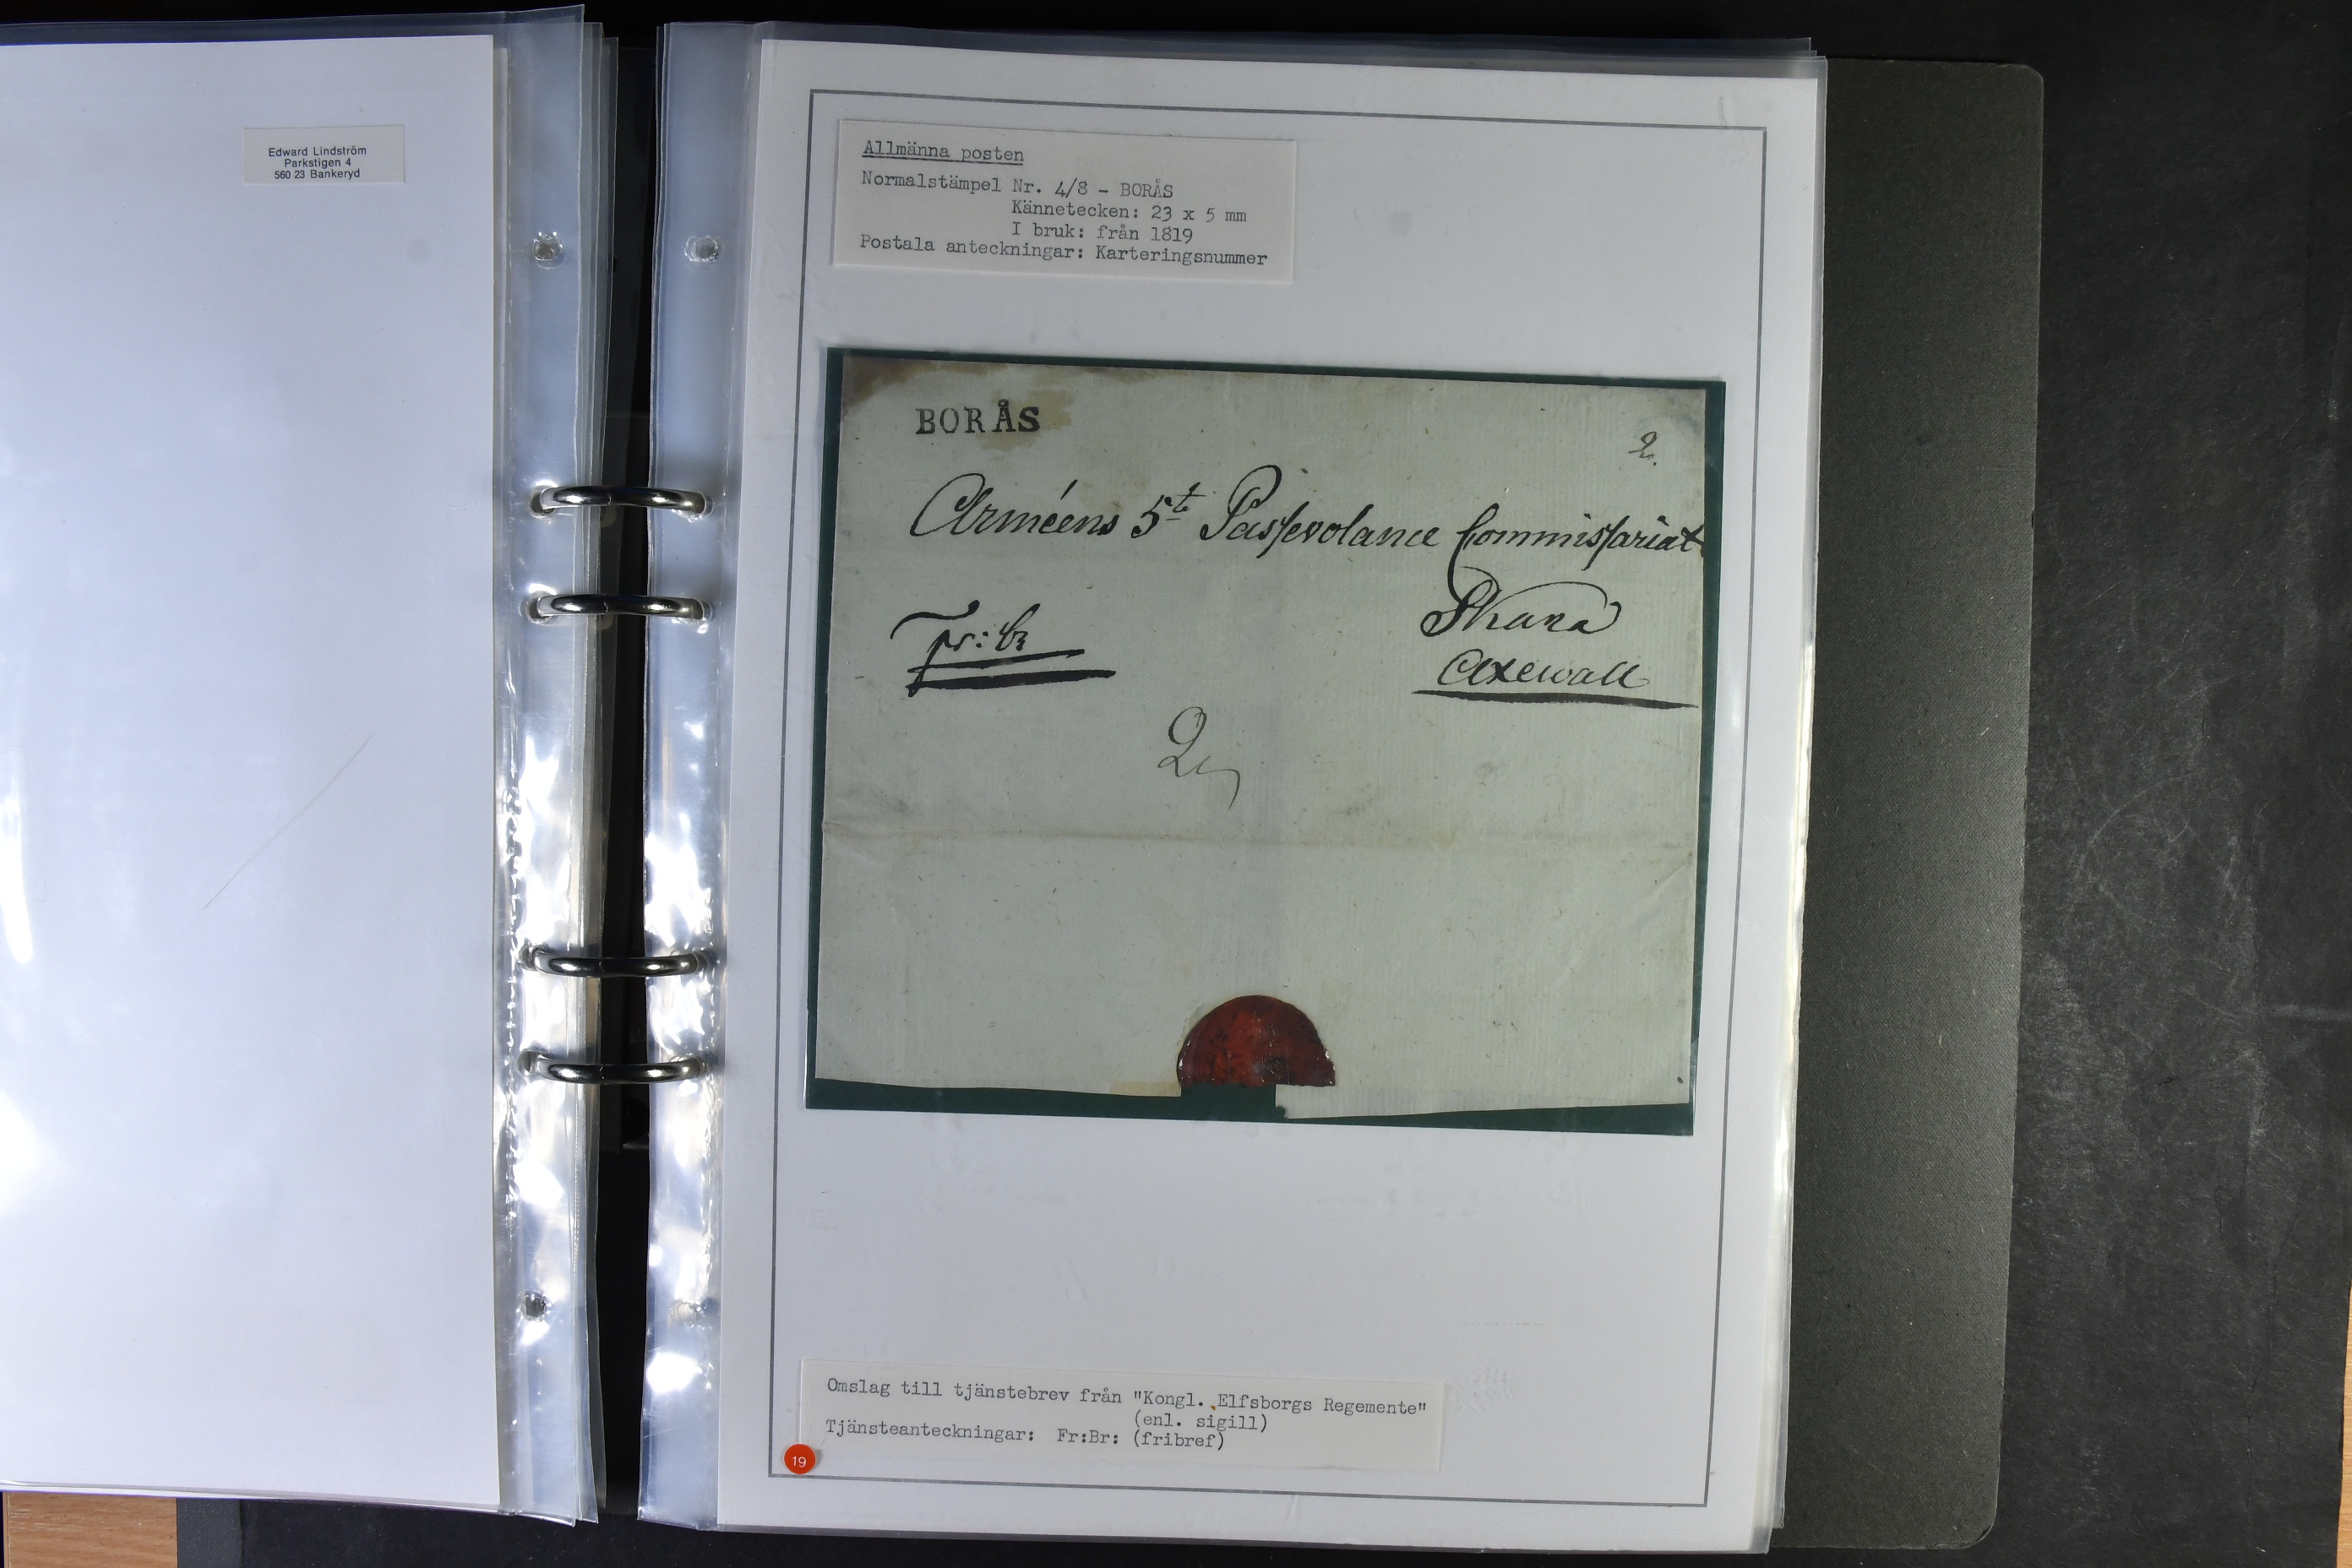 Edward Lindström
Parkstigen 4
560 23 Bankeryd
Allmänna posten
Normalstämpel Nr. 4/8 - BORÅS
Kännetecken: 23 x 5 mm
I bruk: från 1819
Postala anteckningar: Karteringsnummer
BORÅS
2.
Arméens 5te Passevolance Commissariat
Skara
Fr: Br
Axewall
2
Omslag till tjänstebrev från "Kongl. Elfsborgs Regemente"
(enl. sigill)
Tjänsteanteckningar: Fr:Br: (fribref)
19